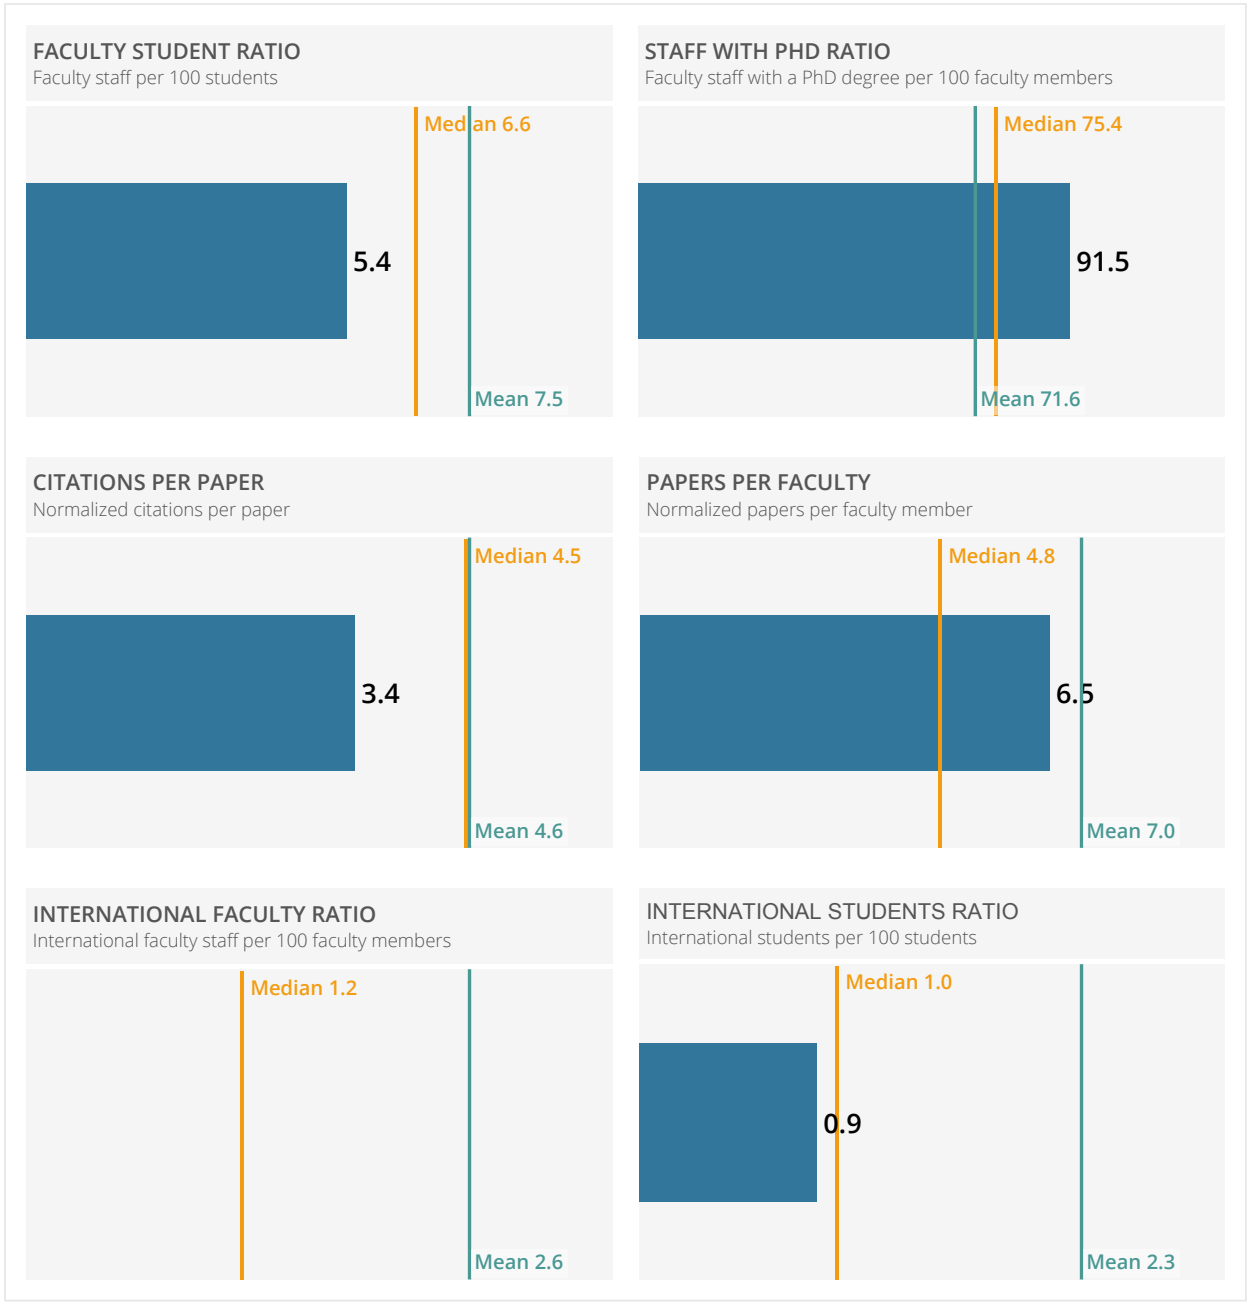 FACULTY STUDENT RATIO
Faculty staff per 100 students
Median 6.6
5.4
Mean 7.5
STAFF WITH PHD RATIO
Faculty staff with a PhD degree per 100 faculty members
Median 75.4
91.5
Mean 71.6
CITATIONS PER PAPER
Normalized citations per paper
Median 4.5
3.4
Mean 4.6
PAPERS PER FACULTY
Normalized papers per faculty member
Median 4.8
6.5
Mean 7.0
INTERNATIONAL FACULTY RATIO
International faculty staff per 100 faculty members
Median 1.2
Mean 2.6
INTERNATIONAL STUDENTS RATIO
International students per 100 students
Median 1.0
0.9
Mean 2.3